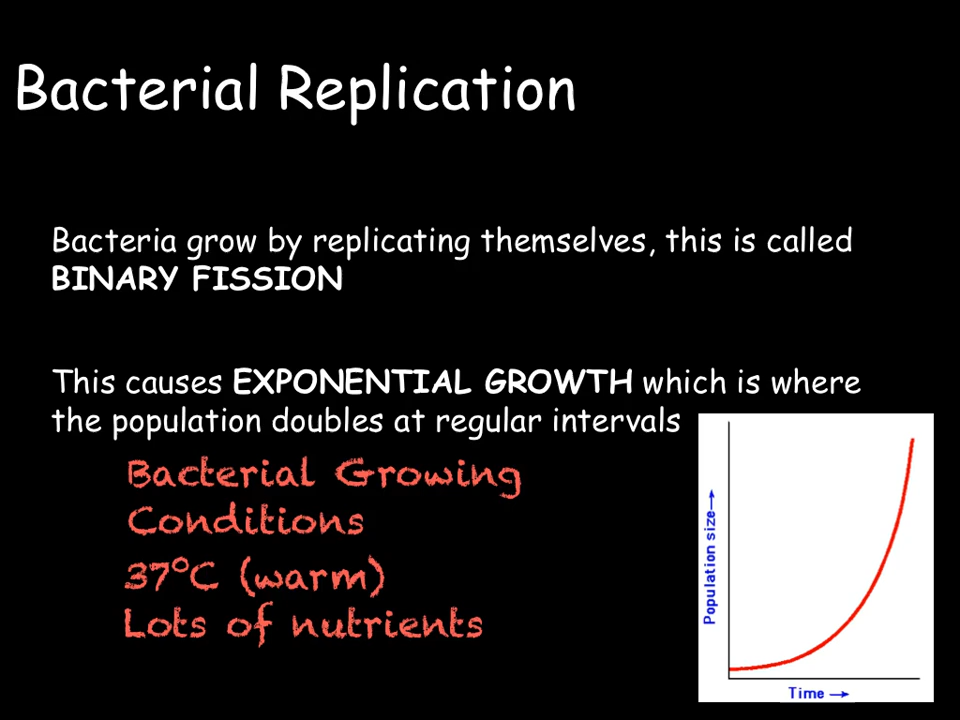 Bacterial Replication
Bacteria grow by replicating themselves, this is called
BINARY FISSION
This causes EXPONENTIAL GROWTH which is where
the population doubles at regular intervals
Bacterial Growing
Conditions
37°C (warm)
Lots of nutrients
Population size→
Time →